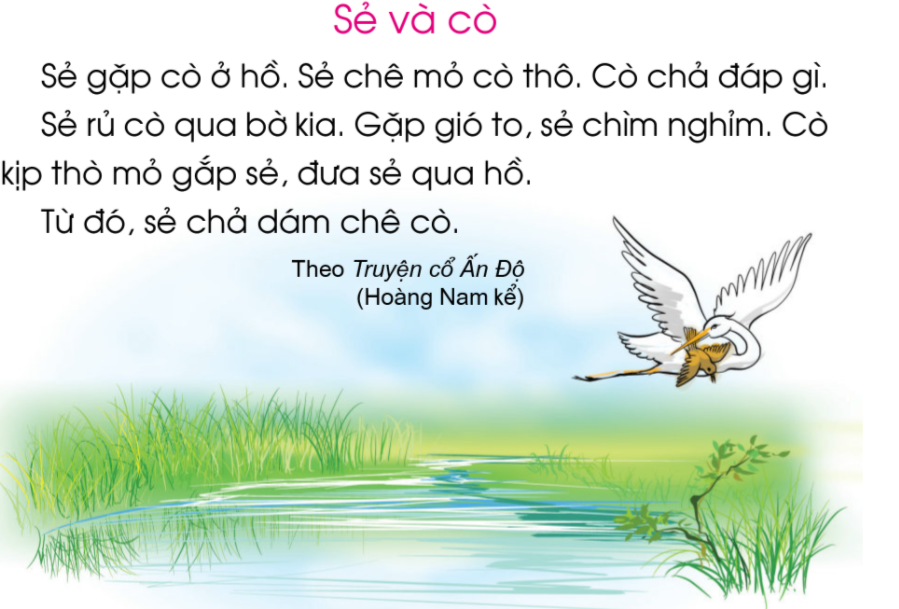 Sẻ và cò
Sẻ gặp cò ở hồ. Sẻ chê mỏ cò thô. Cò chả đáp gì.
Sẻ rủ cò qua bờ kia. Gặp gió to, sẻ chìm nghỉm. Cò
kịp thò mỏ gắp sẻ, đưa sẻ qua hồ.
Từ đó, sẻ chả dám chê cò.
Theo Truyện cổ Ấn Độ
(Hoàng Nam kể)